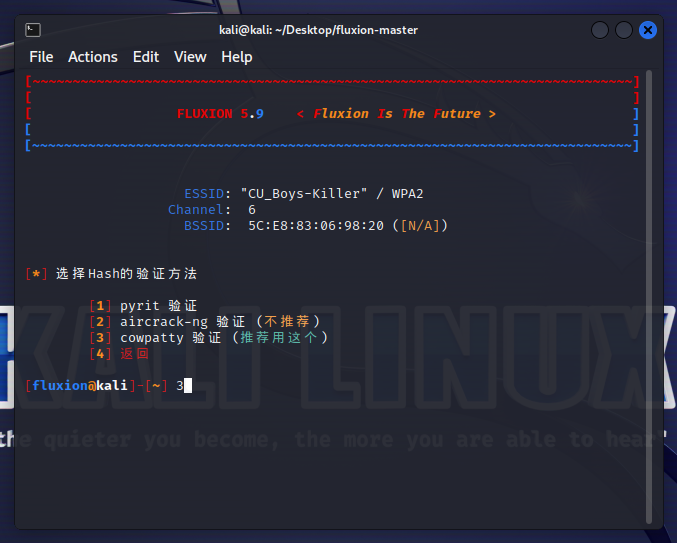 kali@kali: ~/Desktop/fluxion-master
File Actions Edit View Help
[~~~~~~~~~~~~~~~~~~~~~~~~~~~~~~~~~~~~~~~~~~~~~~~~~~~~~~~~~~~~~~~~~~~~~~~~~~~]
[ ]
[ FLUXION 5.9 < Fluxion Is The Future > ]
[ ]
[~~~~~~~~~~~~~~~~~~~~~~~~~~~~~~~~~~~~~~~~~~~~~~~~~~~~~~~~~~~~~~~~~~~~~~~~~~~]
ESSID: "CU_Boys-Killer" / WPA2
Channel: 6
BSSID: 5C:E8:83:06:98:20 ([N/A])
[*] 选择Hash的验证方法
[1] pyrit 验证
[2] aircrack-ng 验证 (不推荐)
[3] cowpatty 验证 (推荐用这个)
[4] 返回
[fluxion@kali]-[~] 3
KALI LINUX
the quieter you become, the more you are able to hear"